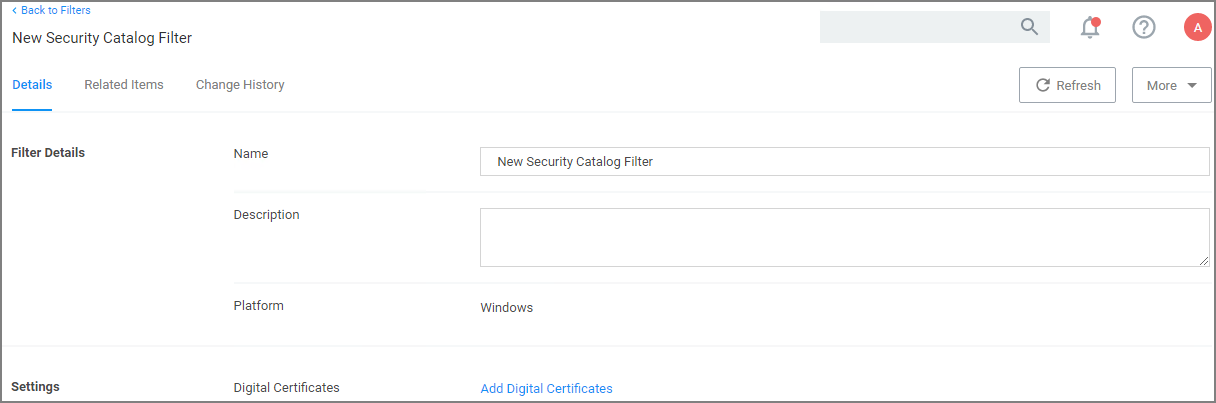 Back to Filters
New Security Catalog Filter
A
Details Related Items Change History Refresh More
Filter Details Name New Security Catalog Filter
Description
Platform Windows
Settings Digital Certificates Add Digital Certificates